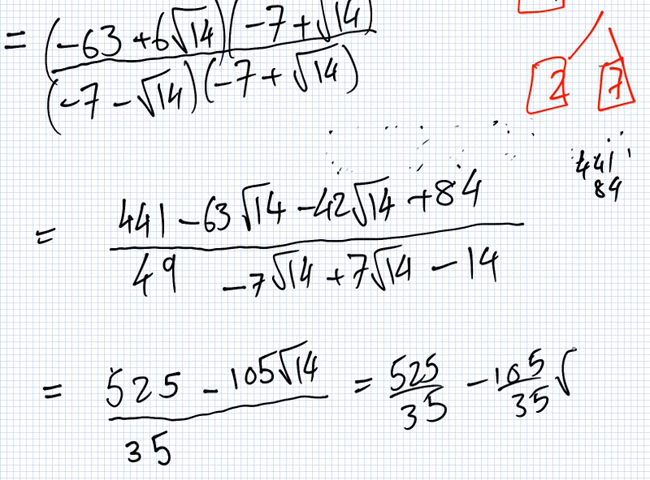 = (-63 + 6√14)(-7 + √14) / (-7 - √14)(-7 + √14)
2 7
441
84
= 441 - 63√14 - 42√14 + 84 / 49 - 7√14 + 7√14 - 14
= 525 - 105√14 / 35 = 525/35 - 105/35 √